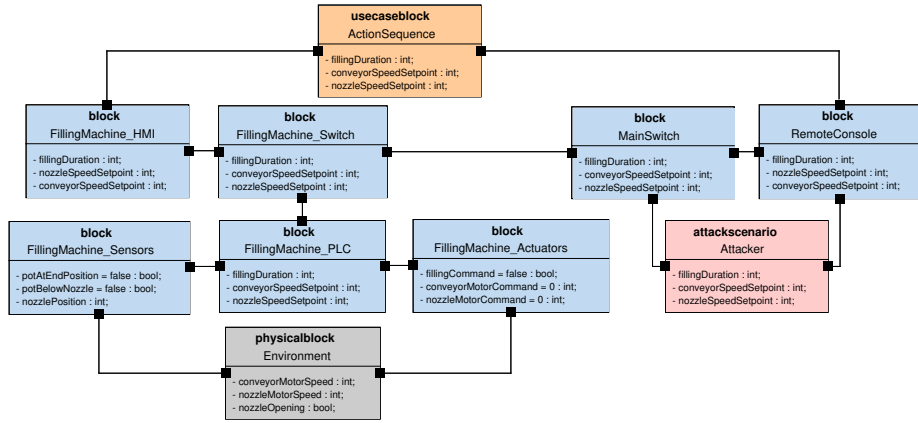 usecaseblock
ActionSequence
- fillingDuration : int;
- conveyorSpeedSetpoint : int;
- nozzleSpeedSetpoint : int;
block
FillingMachine_HMI
- fillingDuration : int;
- nozzleSpeedSetpoint : int;
- conveyorSpeedSetpoint : int;
block
FillingMachine_Switch
- fillingDuration : int;
- conveyorSpeedSetpoint : int;
- nozzleSpeedSetpoint : int;
block
MainSwitch
- fillingDuration : int;
- conveyorSpeedSetpoint : int;
- nozzleSpeedSetpoint : int;
block
RemoteConsole
- fillingDuration : int;
- nozzleSpeedSetpoint : int;
- conveyorSpeedSetpoint : int;
block
FillingMachine_Sensors
- potAtEndPosition = false : bool;
- potBelowNozzle = false : bool;
- nozzlePosition : int;
block
FillingMachine_PLC
- fillingDuration : int;
- conveyorSpeedSetpoint : int;
- nozzleSpeedSetpoint : int;
block
FillingMachine_Actuators
- fillingCommand = false : bool;
- conveyorMotorCommand = 0 : int;
- nozzleMotorCommand = 0 : int;
attackscenario
Attacker
- fillingDuration : int;
- conveyorSpeedSetpoint : int;
- nozzleSpeedSetpoint : int;
physicalblock
Environment
- conveyorMotorSpeed : int;
- nozzleMotorSpeed : int;
- nozzleOpening : bool;